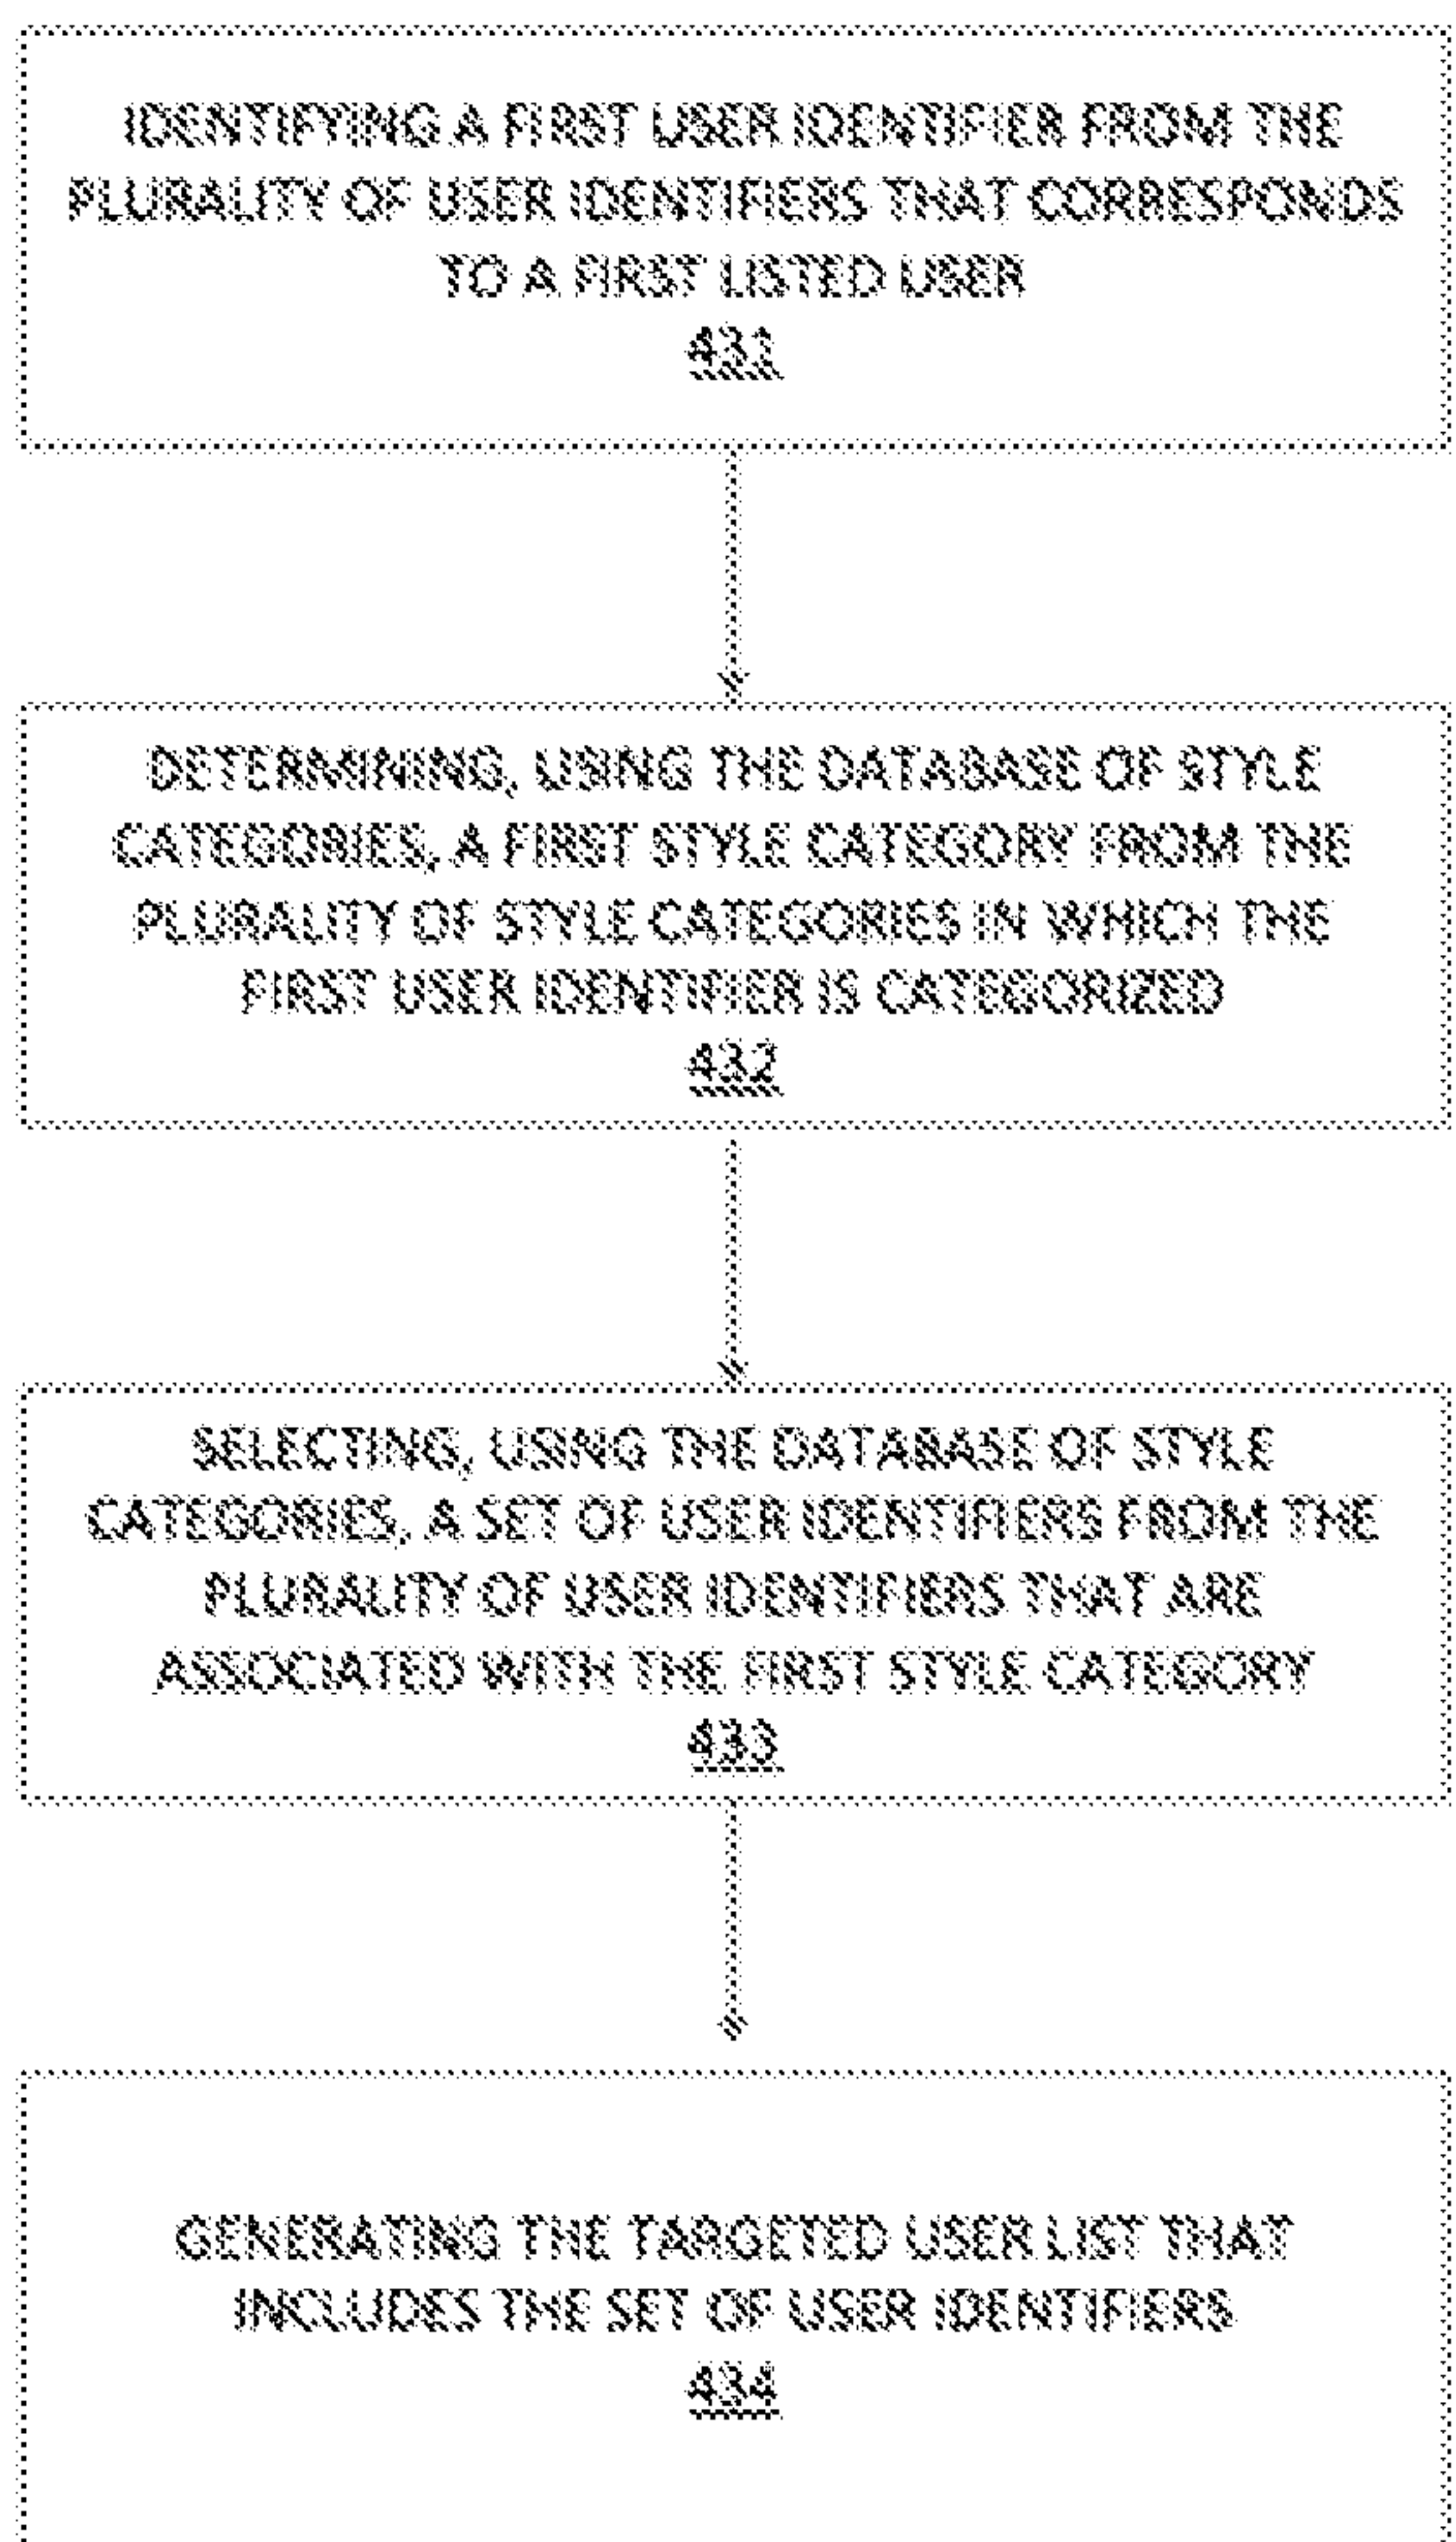 IDENTIFYING A FIRST USER IDENTIFIER FROM THE
PLURALITY OF USER IDENTIFIERS THAT CORRESPONDS
TO A FIRST LISTED USER
431
DETERMINING, USING THE DATABASE OF STYLE
CATEGORIES, A FIRST STYLE CATEGORY FROM THE
PLURALITY OF STYLE CATEGORIES IN WHICH THE
FIRST USER IDENTIFIER IS CATEGORIZED
432
SELECTING, USING THE DATABASE OF STYLE
CATEGORIES, A SET OF USER IDENTIFIERS FROM THE
PLURALITY OF USER IDENTIFIERS THAT ARE
ASSOCIATED WITH THE FIRST STYLE CATEGORY
433
GENERATING THE TARGETED USER LIST THAT
INCLUDES THE SET OF USER IDENTIFIERS
434